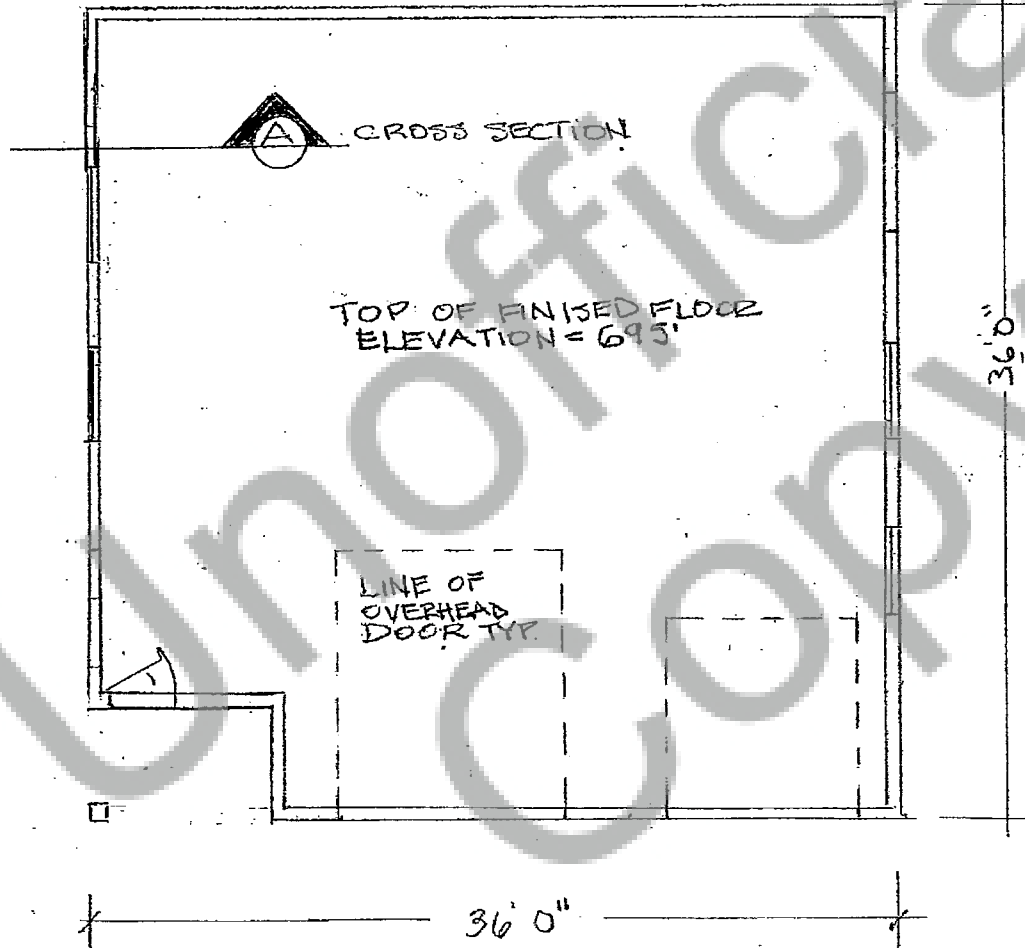 A CROSS SECTION
TOP OF FINISED FLOOR
ELEVATION = 695'
36'0"
LINE OF
OVERHEAD
DOOR TYP.
36' 0"
Unofficial
Copy